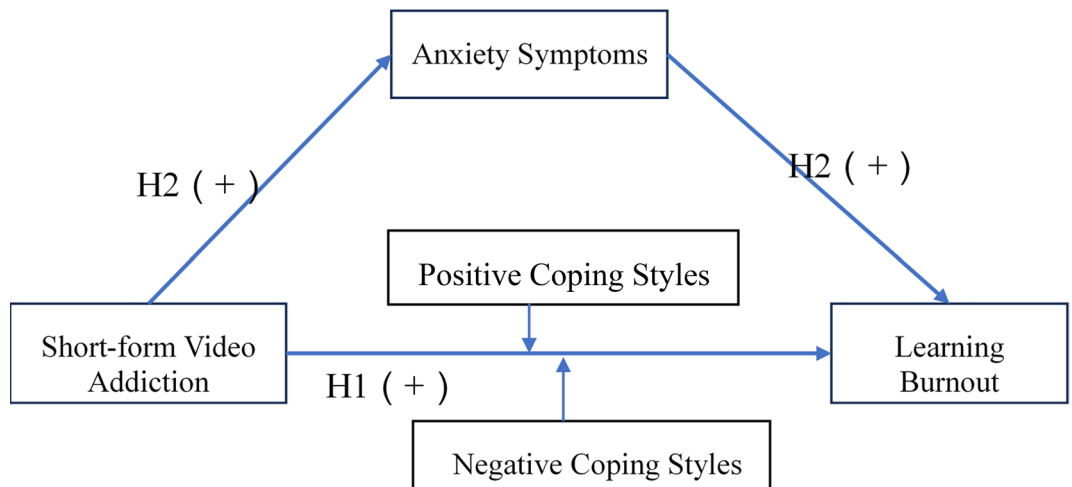 Anxiety Symptoms
H2 ( + )
H2 ( + )
Positive Coping Styles
Short-form Video
Addiction
H1 ( + )
Learning
Burnout
Negative Coping Styles